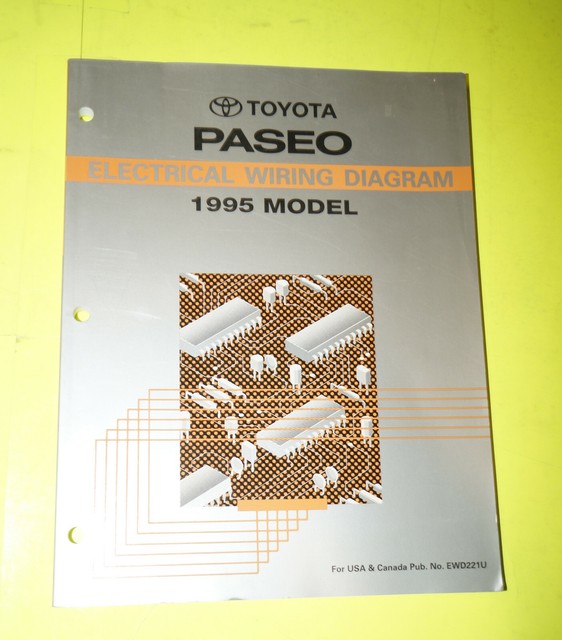 TOYOTA
PASEO
ELECTRICAL WIRING DIAGRAM
1995 MODEL
For USA & Canada Pub. No. EWD221U